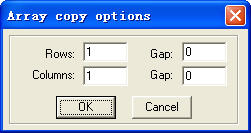 Array copy options
Rows: 1 Gap: 0
Columns: 1 Gap: 0
OK Cancel